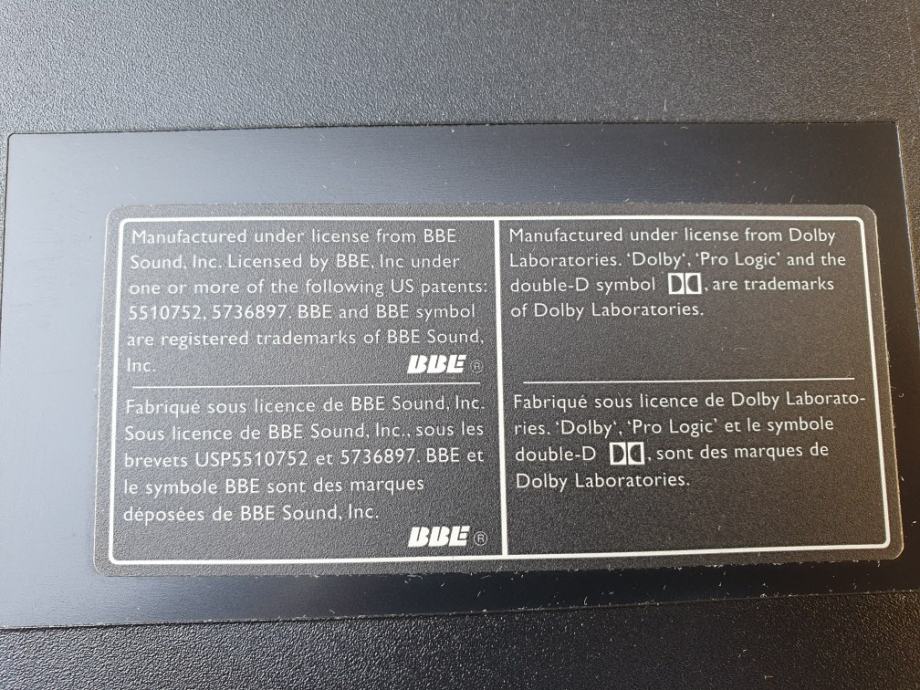 Manufactured under license from BBE
Sound, Inc. Licensed by BBE, Inc under
one or more of the following US patents:
5510752, 5736897. BBE and BBE symbol
are registered trademarks of BBE Sound,
Inc.
BBE ®
Fabriqué sous licence de BBE Sound, Inc.
Sous licence de BBE Sound, Inc., sous les
brevets USP5510752 et 5736897. BBE et
le symbole BBE sont des marques
déposées de BBE Sound, Inc.
BBE ®
Manufactured under license from Dolby
Laboratories. 'Dolby', 'Pro Logic' and the
double-D symbol , are trademarks
of Dolby Laboratories.
Fabriqué sous licence de Dolby Laborato-
ries. 'Dolby', 'Pro Logic' et le symbole
double-D , sont des marques de
Dolby Laboratories.